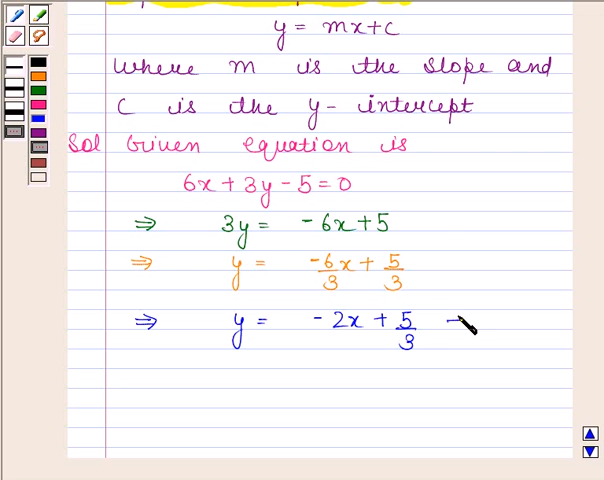 y = mx+c
Where m is the slope and
c is the y- intercept
Sol Given equation is
6x+3y-5=0
⇒ 3y = -6x+5
⇒ y = -6/3x + 5/3
⇒ y = -2x + 5/3 -